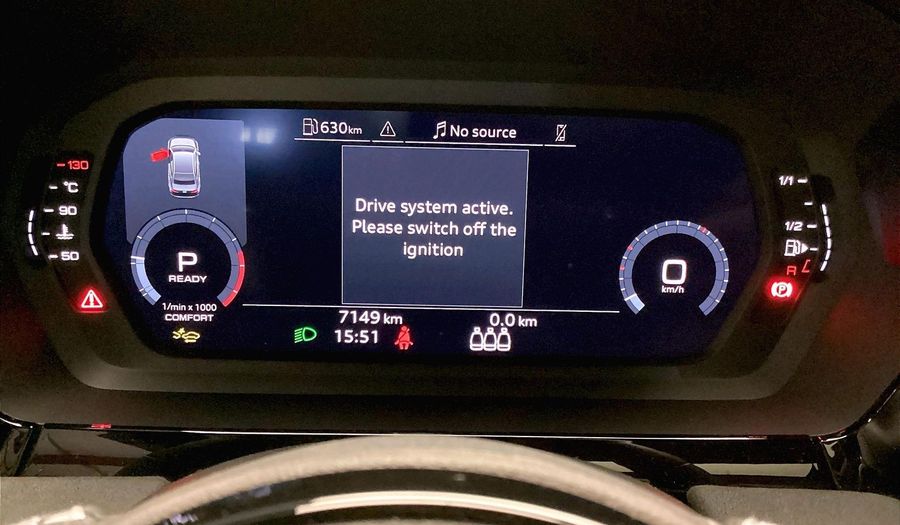 630km
No source
130
°C
90
50
Drive system active.
Please switch off the
ignition
P
READY
1/min x 1000
COMFORT
0
km/h
1/1
1/2
R
P
7149 km
0.0 km
15:51